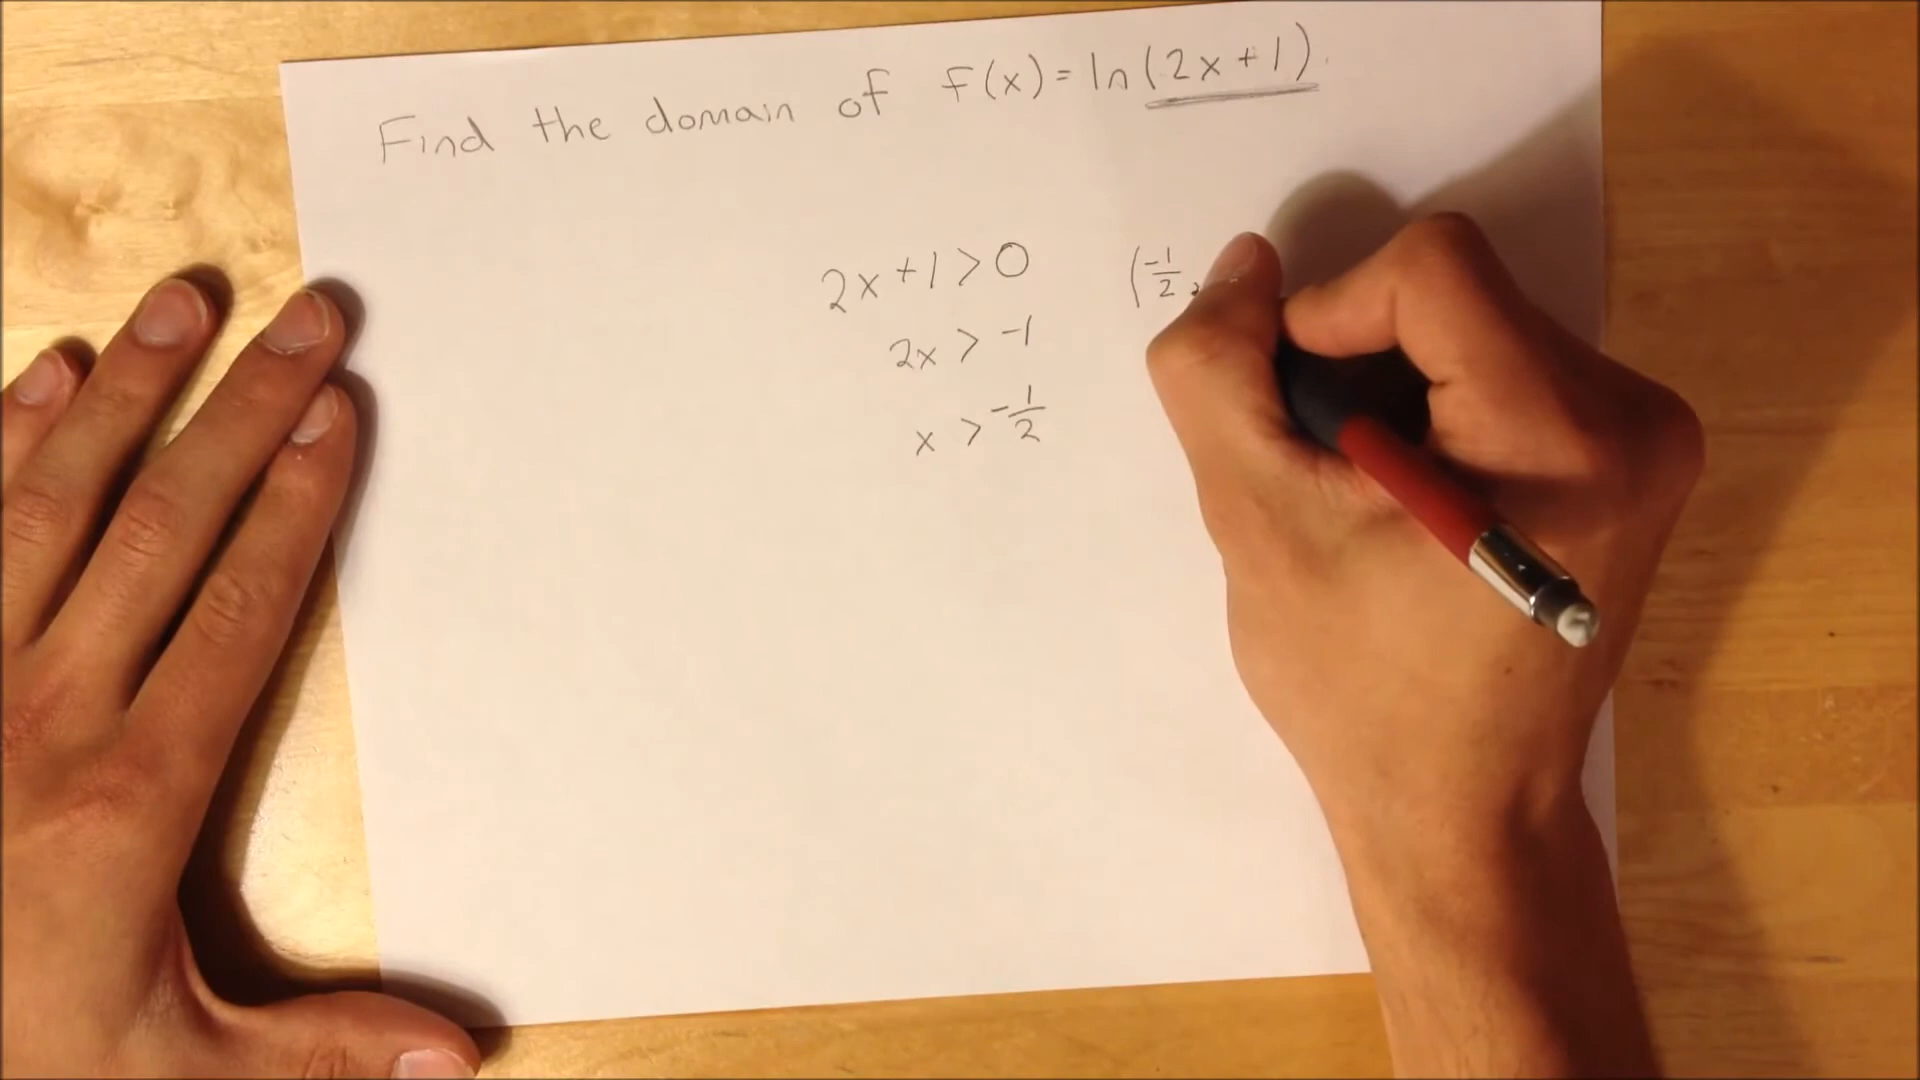 Find the domain of f(x) = ln(2x+1).
2x+1>0
2x > -1
x > -1/2
(-1/2,